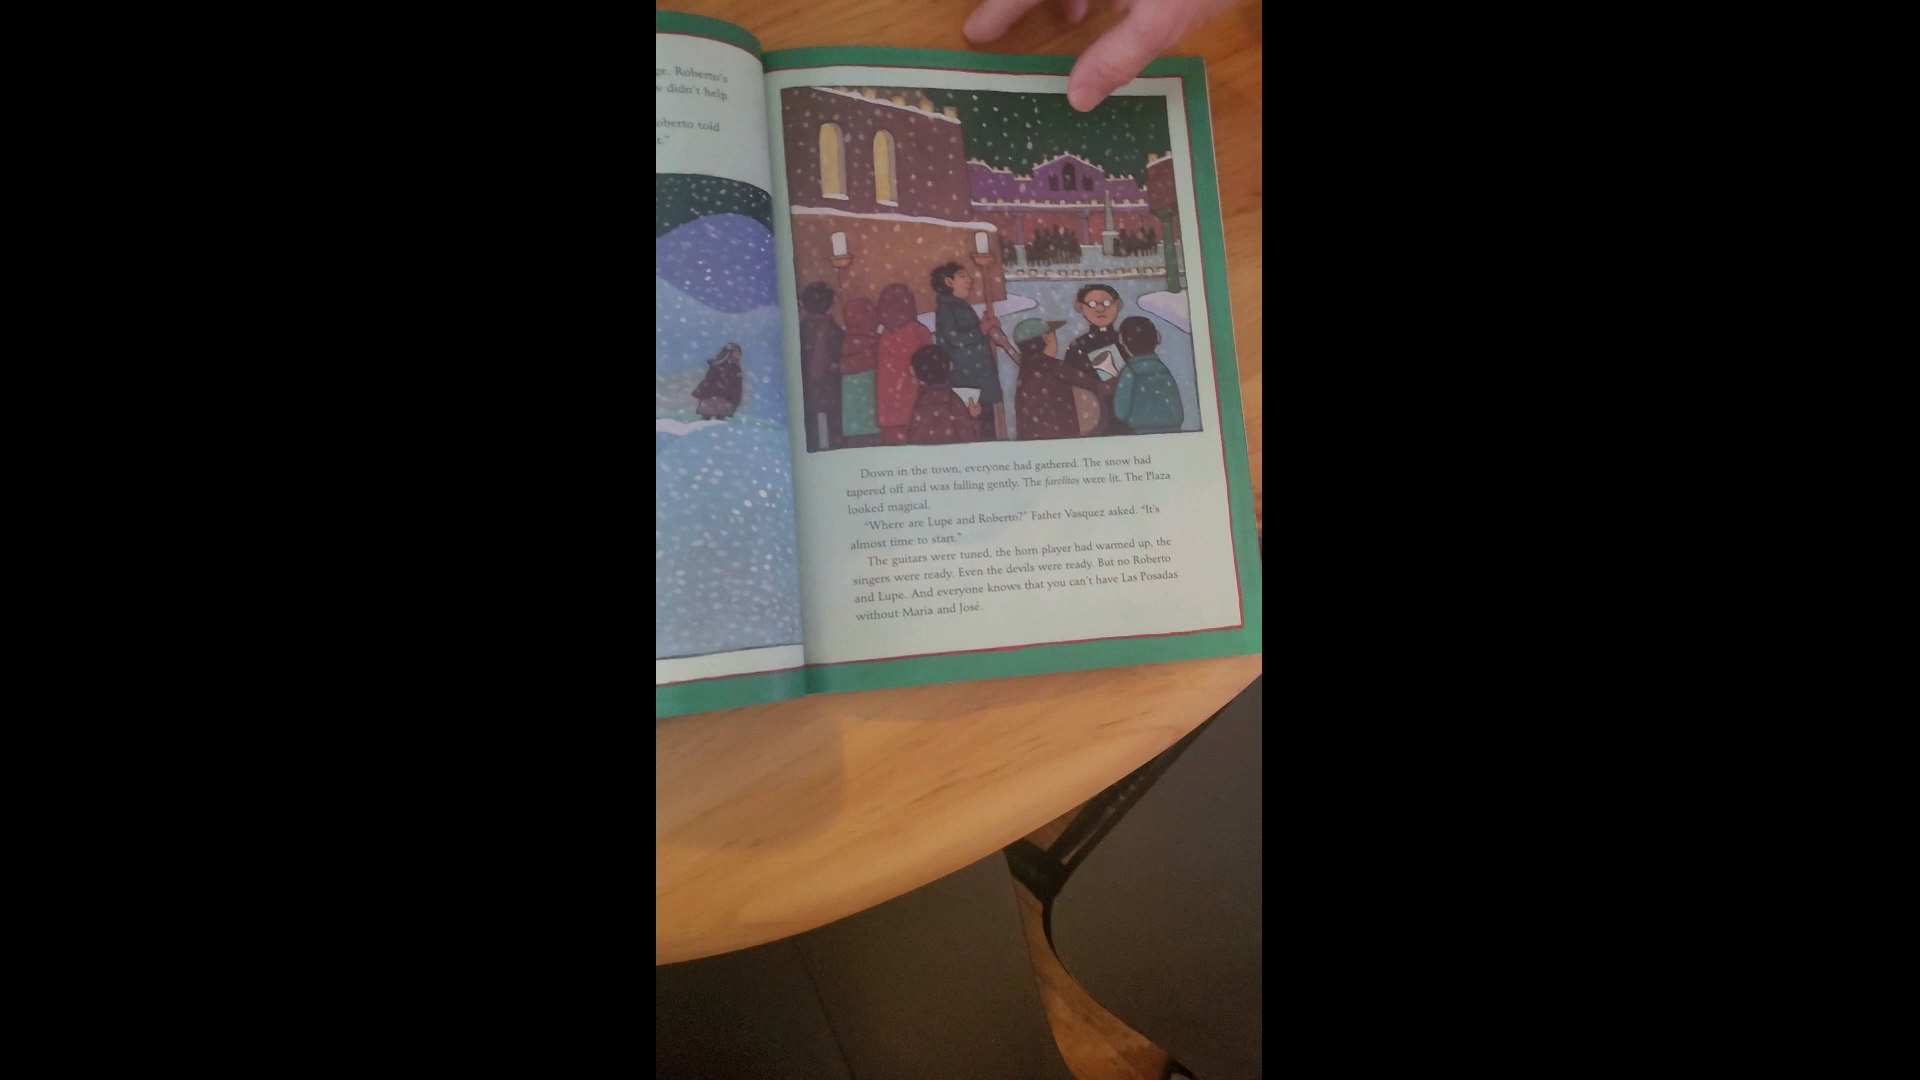 ge. Roberto's
w didn't help
oberto told
t."
Down in the town, everyone had gathered. The snow had
tapered off and was falling gently. The farolitos were lit. The Plaza
looked magical.
"Where are Lupe and Roberto?" Father Vasquez asked. "It's
almost time to start."
The guitars were tuned, the horn player had warmed up, the
singers were ready. Even the devils were ready. But no Roberto
and Lupe. And everyone knows that you can't have Las Posadas
without Maria and José.